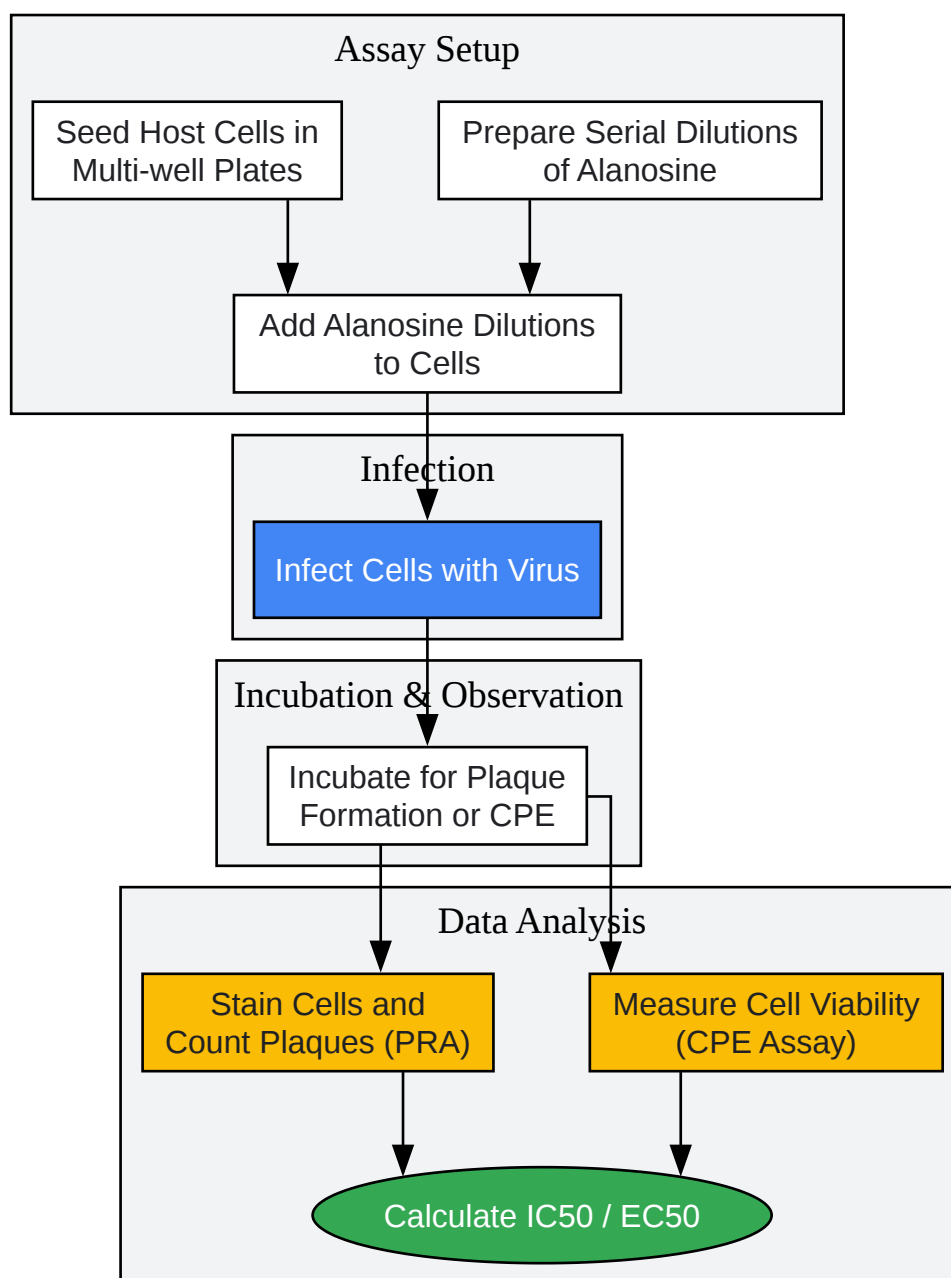 Assay Setup
Seed Host Cells in
Multi-well Plates
Prepare Serial Dilutions
of Alanosine
Add Alanosine Dilutions
to Cells
Infection
Infect Cells with Virus
Incubation & Observation
Incubate for Plaque
Formation or CPE
Data Analysis
Stain Cells and
Count Plaques (PRA)
Measure Cell Viability
(CPE Assay)
Calculate IC50 / EC50